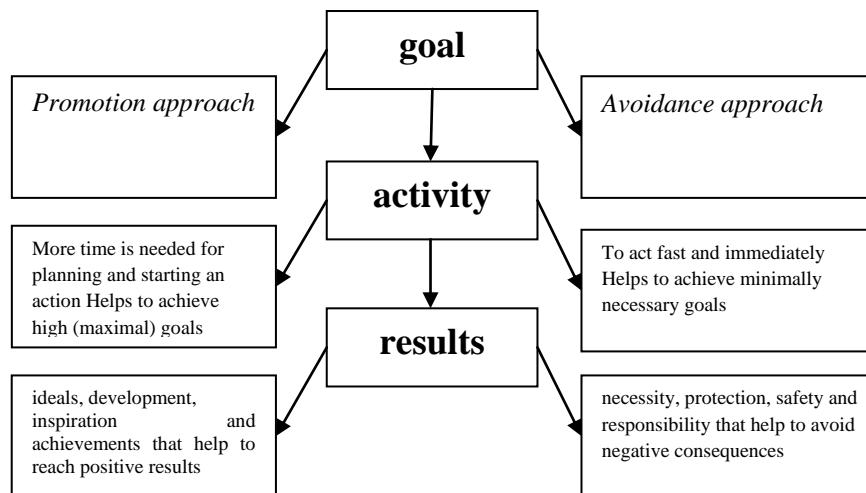 goal
Promotion approach
Avoidance approach
activity
More time is needed for
planning and starting an
action Helps to achieve
high (maximal) goals
To act fast and immediately
Helps to achieve minimally
necessary goals
results
ideals, development,
inspiration and
achievements that help to
reach positive results
necessity, protection, safety and
responsibility that help to avoid
negative consequences